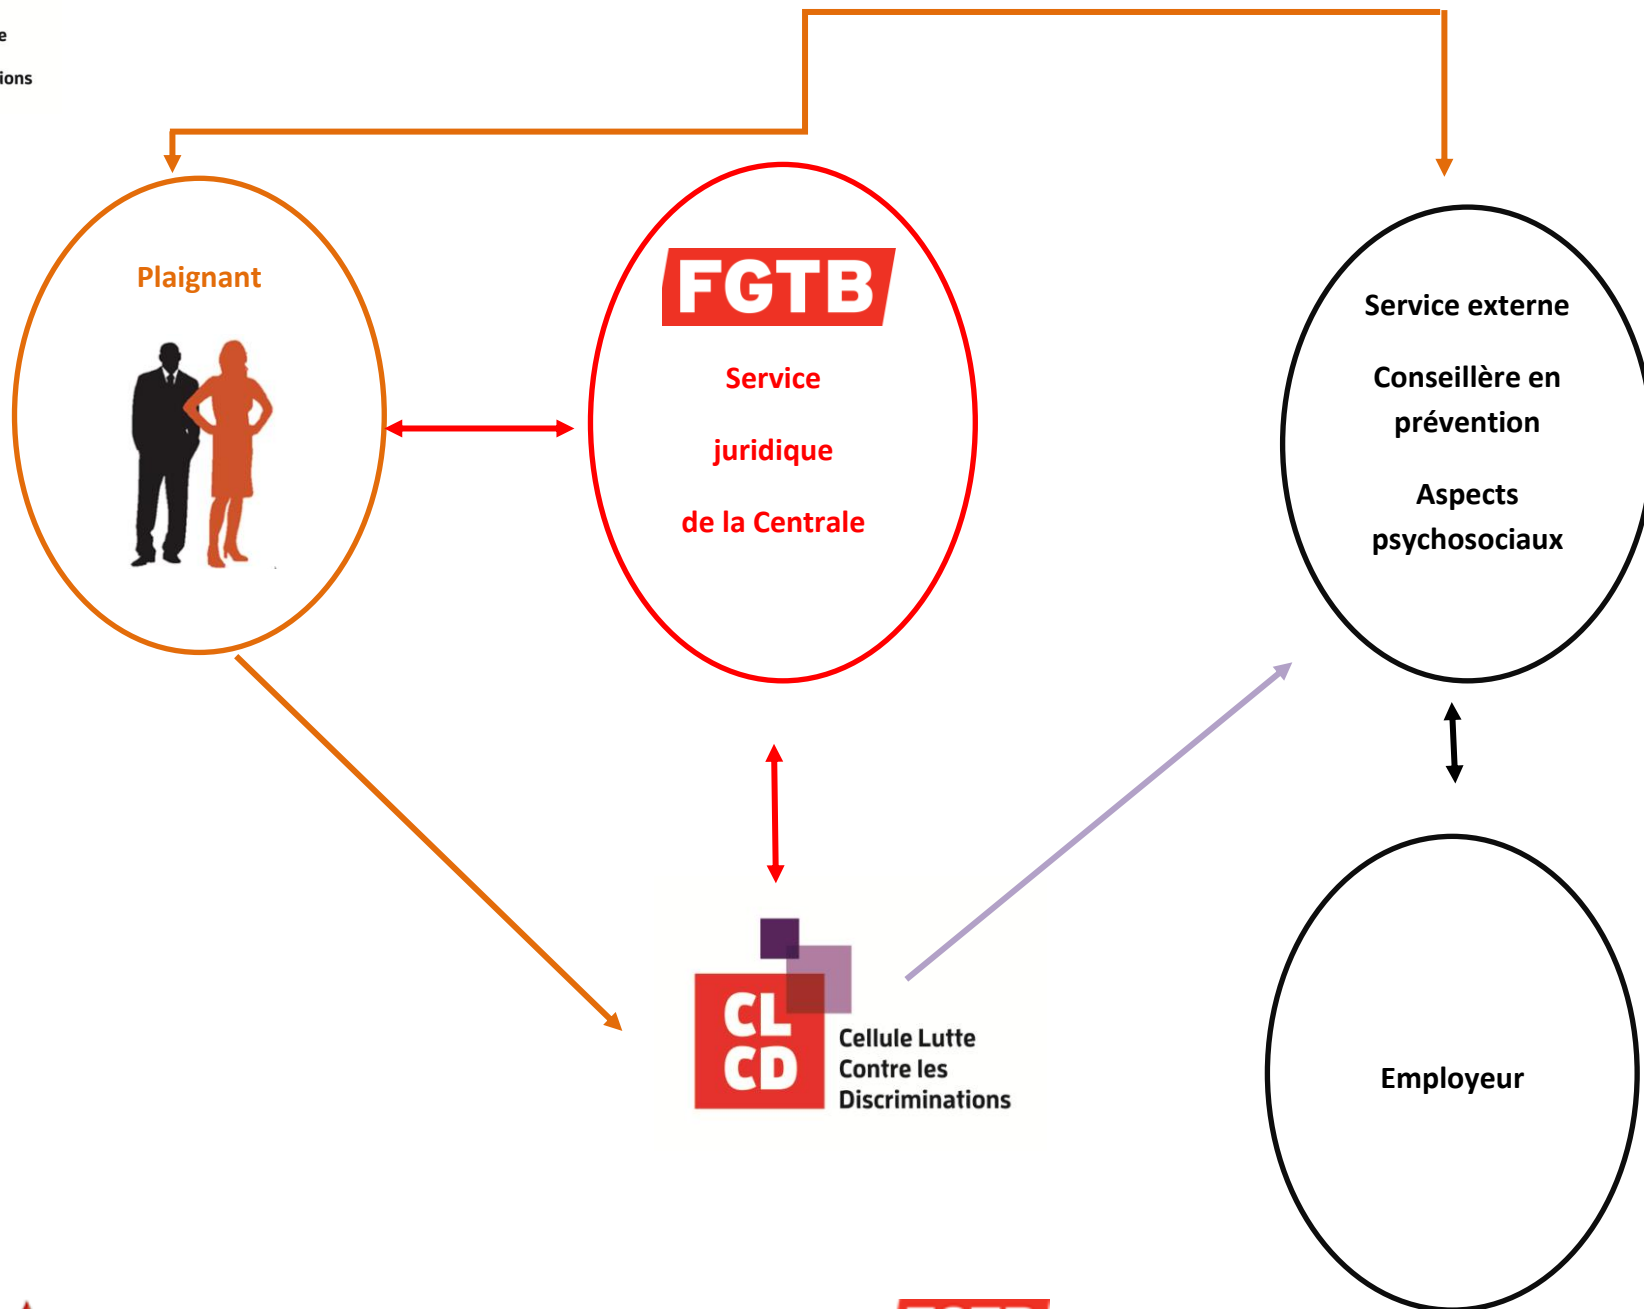 e
ions
Plaignant
FGTB
Service
juridique
de la Centrale
Service externe
Conseillère en
prévention
Aspects
psychosociaux
CL
CD
Cellule Lutte
Contre les
Discriminations
Employeur